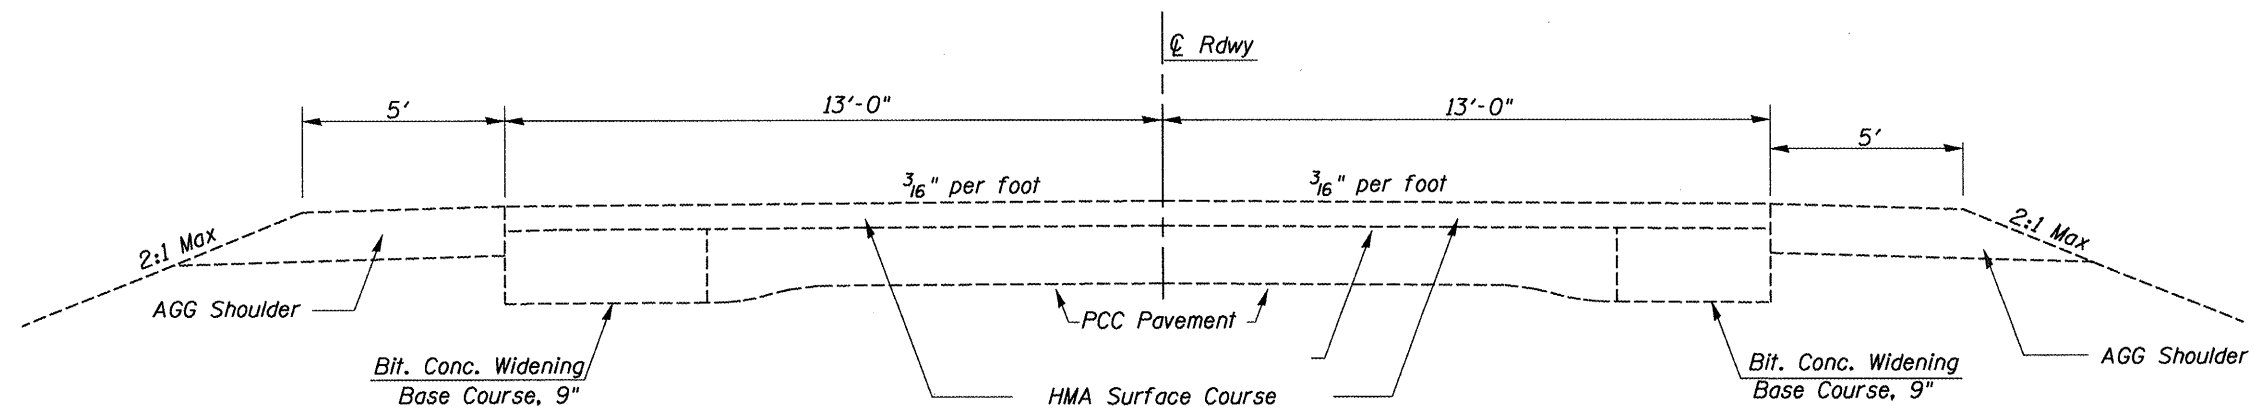 ℄ Rdwy
5'
13'-0"
13'-0"
5'
3/16" per foot
3/16" per foot
2:1 Max
2:1 Max
AGG Shoulder
PCC Pavement
AGG Shoulder
Bit. Conc. Widening
Base Course, 9"
HMA Surface Course
Bit. Conc. Widening
Base Course, 9"